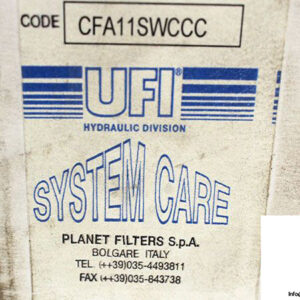 CODE CFA11SWCCC
UFI®
HYDRAULIC DIVISION
SYSTEM CARE
PLANET FILTERS S.p.A.
BOLGARE ITALY
TEL. (++39)035-4493811
FAX (++39)035-843738